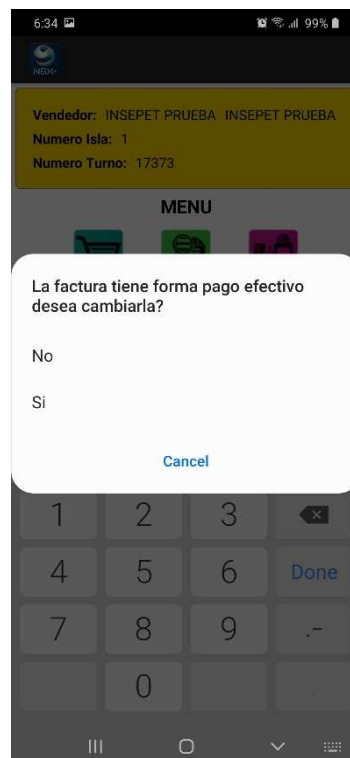 6:34 99%
NSX+
Vendedor: INSEPET PRUEBA INSEPET PRUEBA
Numero Isla: 1
Numero Turno: 17373
MENU
La factura tiene forma pago efectivo
desea cambiarla?
No
Si
Cancel
1 2 3
4 5 6 Done
7 8 9 .-
0 .